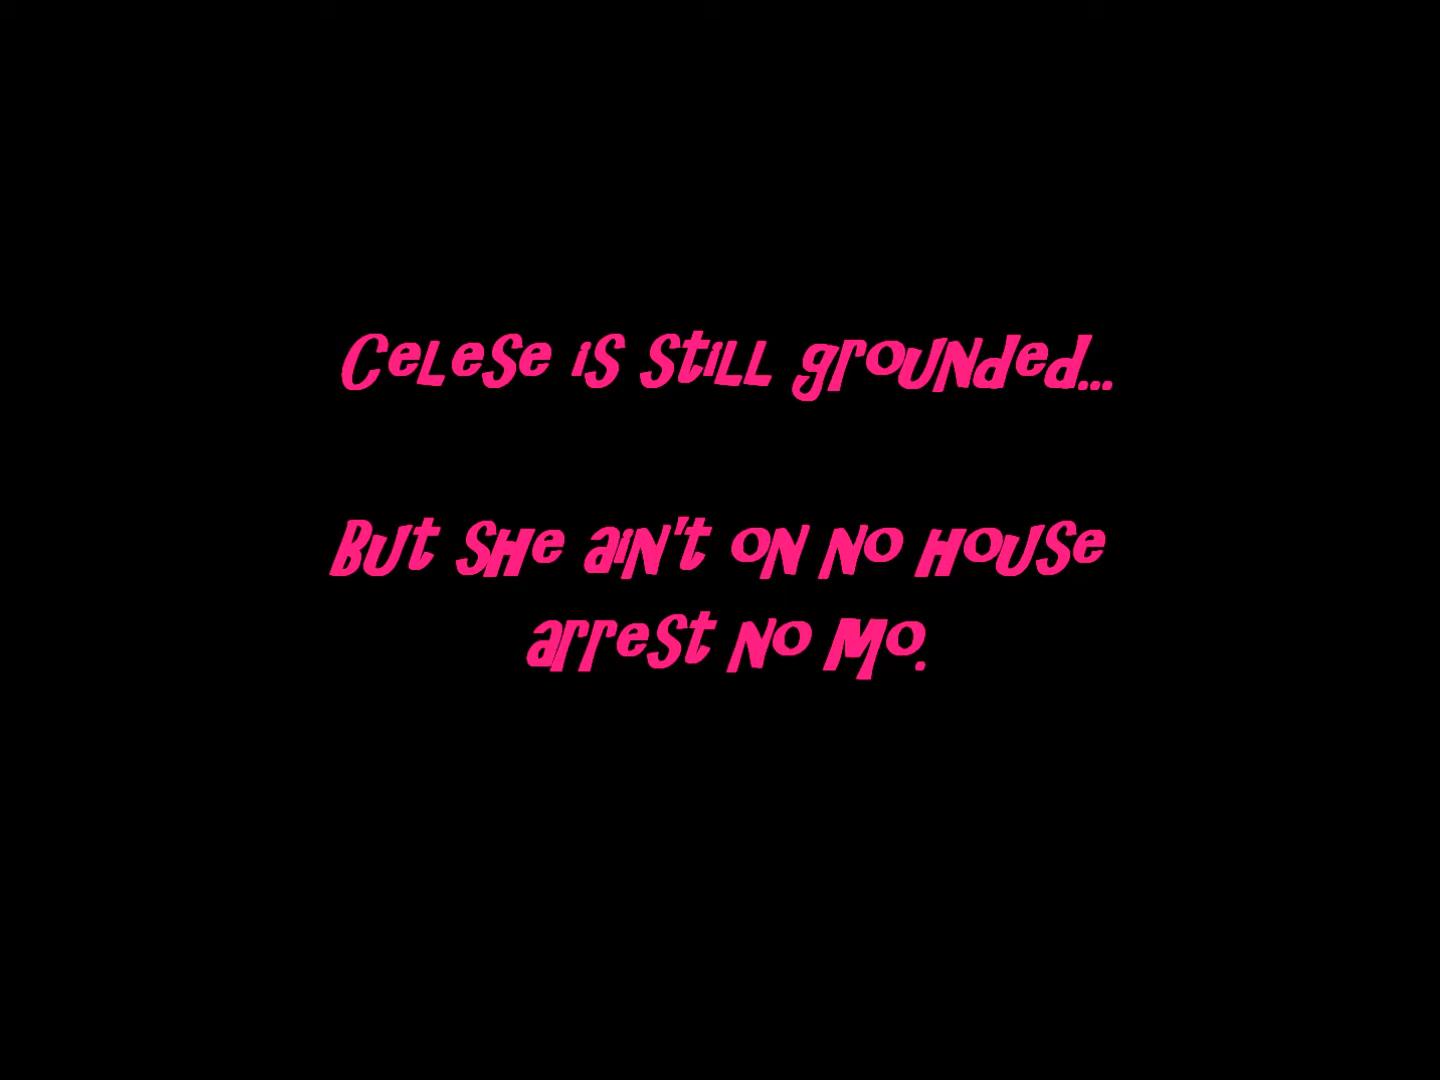 Celese is still grounded...
But she ain't on no house
arrest no mo.